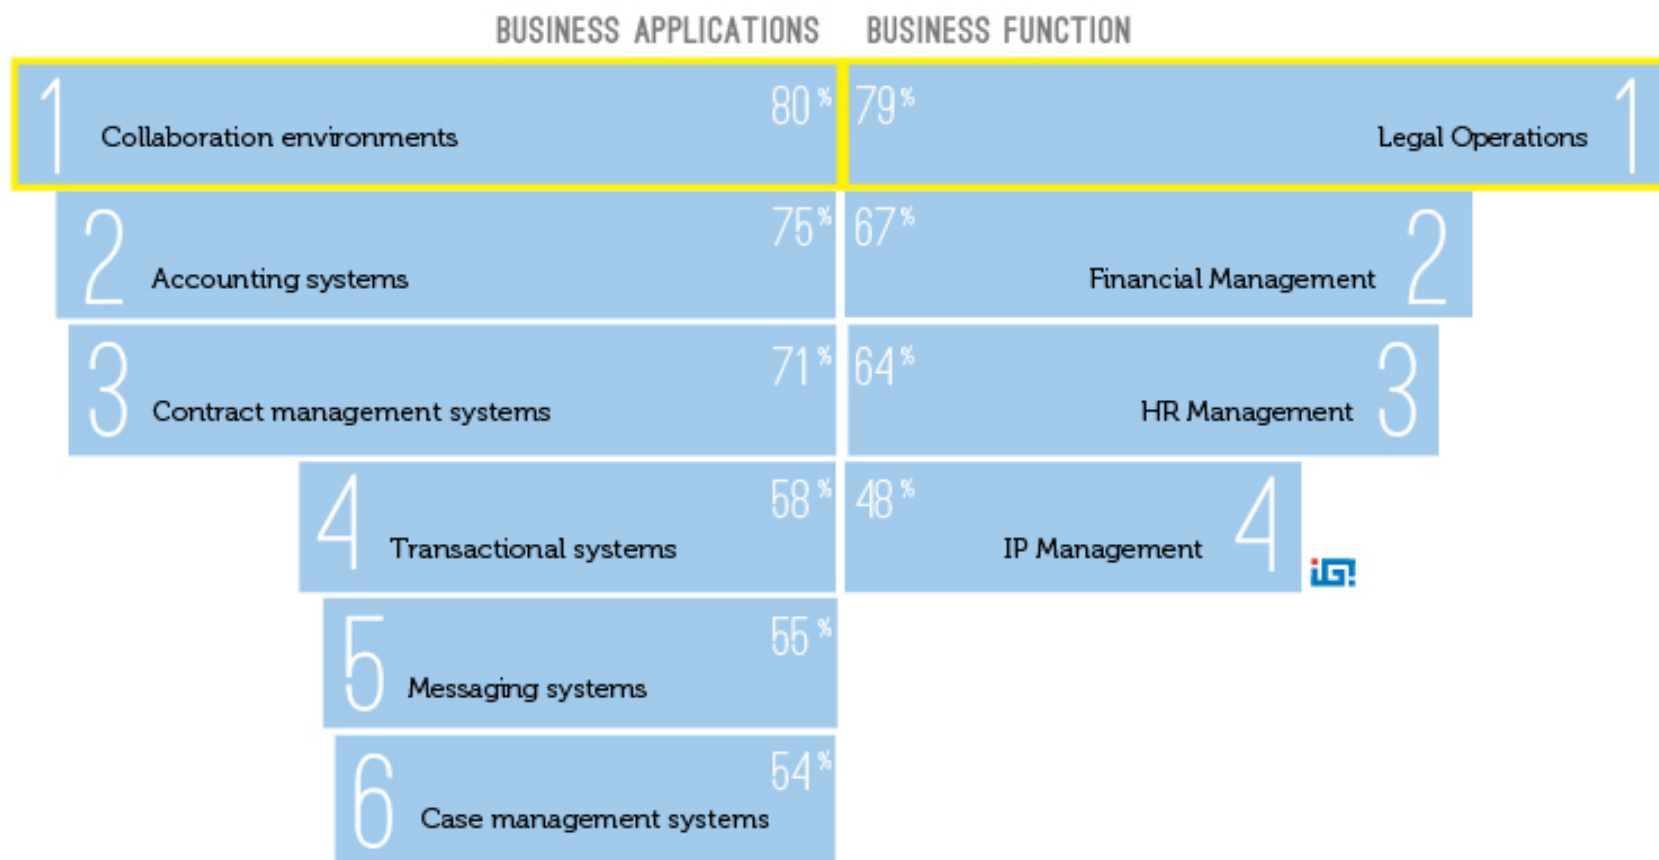 BUSINESS APPLICATIONS BUSINESS FUNCTION
1 Collaboration environments 80% 79% Legal Operations 1
2 Accounting systems 75% 67% Financial Management 2
3 Contract management systems 71% 64% HR Management 3
4 Transactional systems 58% 48% IP Management 4
iGi
5 Messaging systems 55%
6 Case management systems 54%